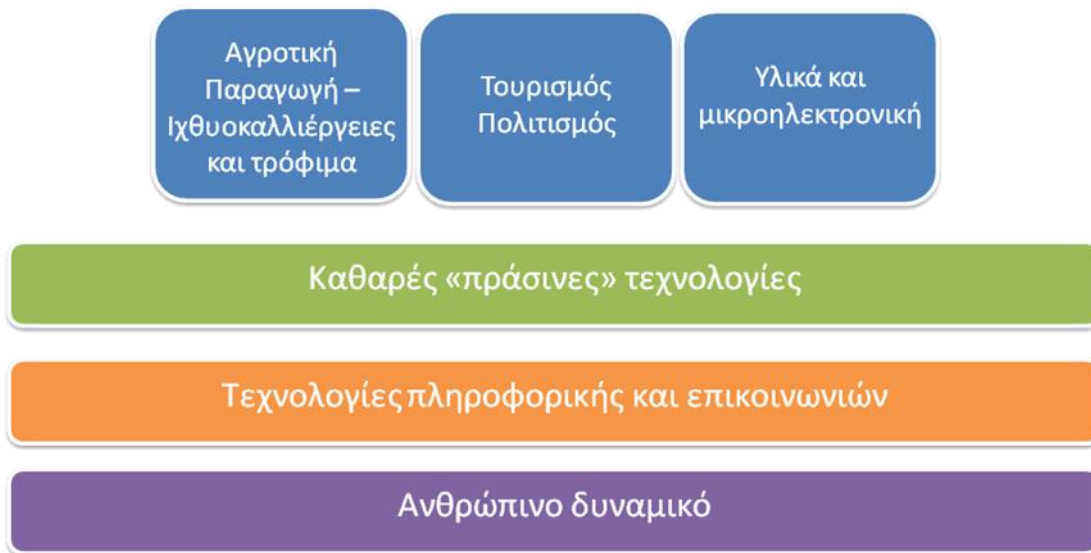 Αγροτική
Παραγωγή –
Ιχθυοκαλλιέργειες
και τρόφιμα
Τουρισμός
Πολιτισμός
Υλικά και
μικροηλεκτρονική
Καθαρές «πράσινες» τεχνολογίες
Τεχνολογίες πληροφορικής και επικοινωνιών
Ανθρώπινο δυναμικό